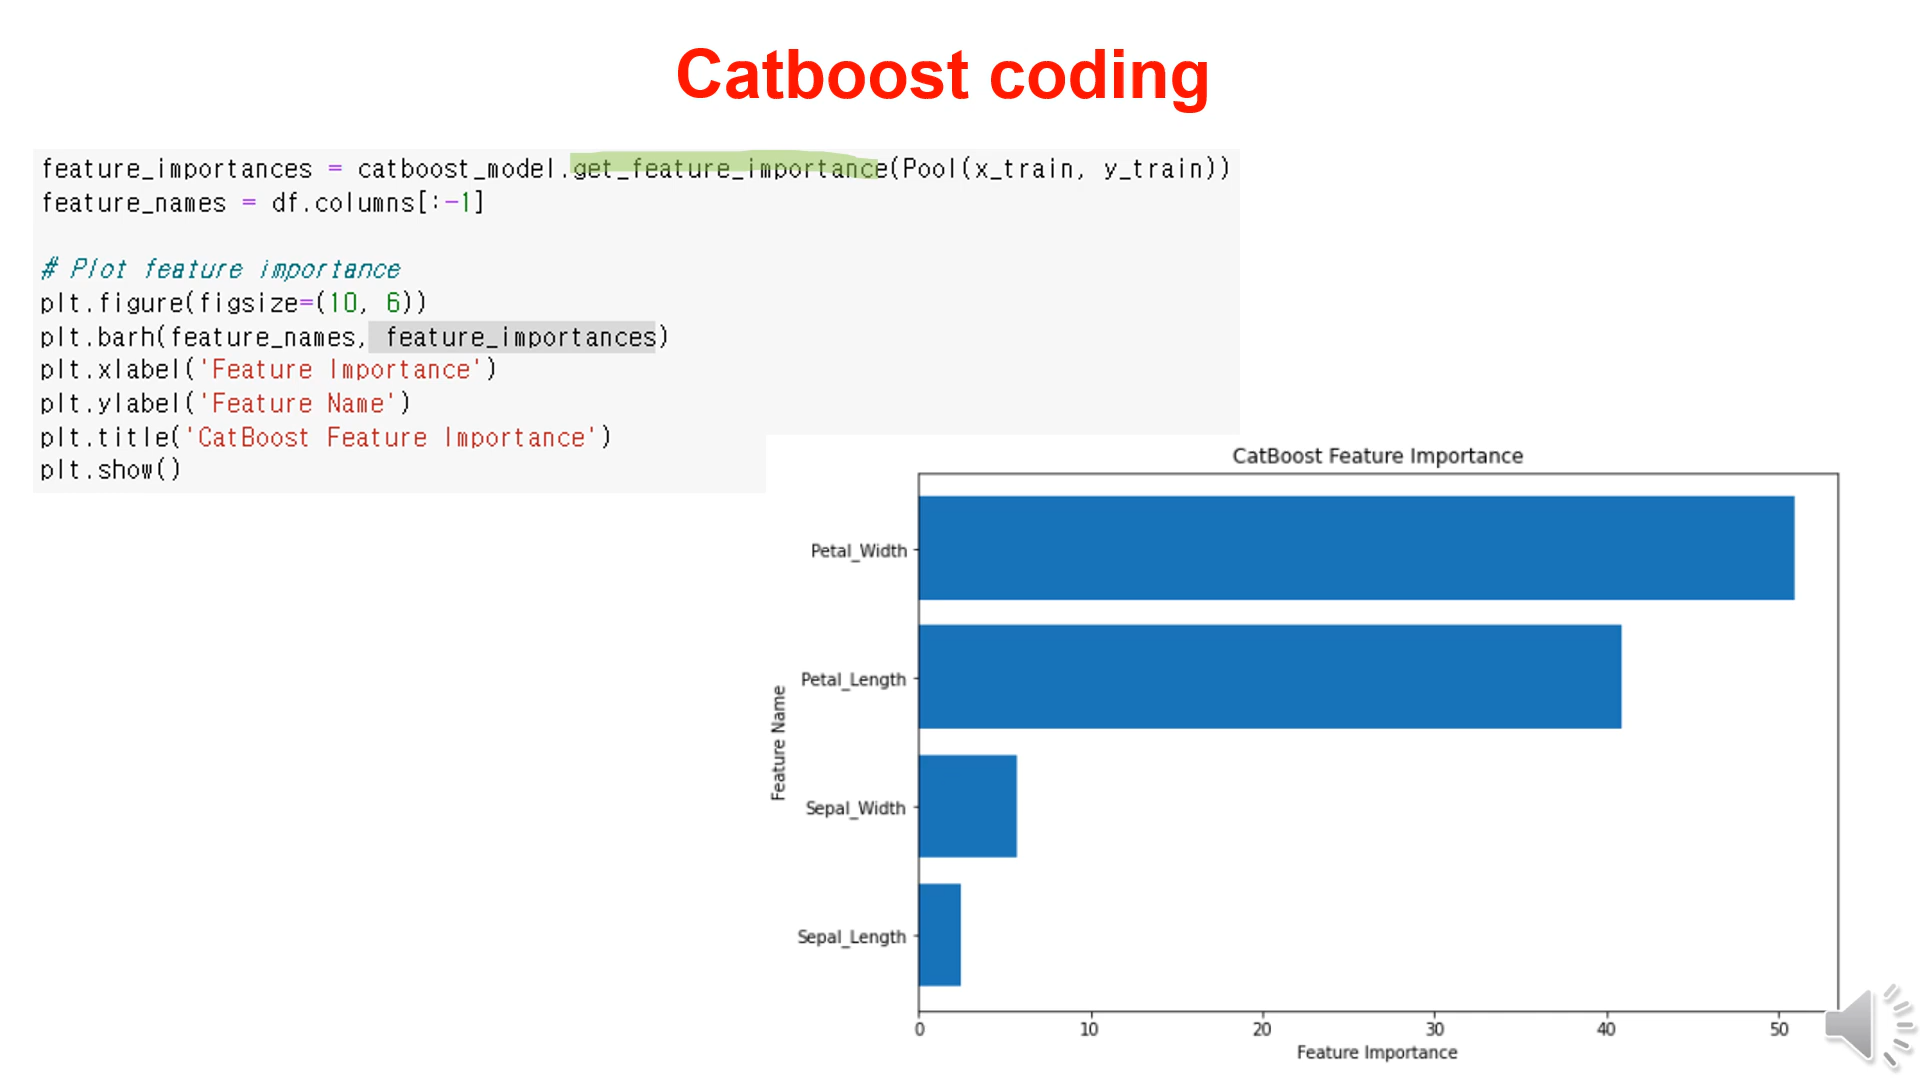 Catboost coding
feature_importances = catboost_model.get_feature_importance(Pool(x_train, y_train))
feature_names = df.columns[:-1]
# Plot feature importance
plt.figure(figsize=(10, 6))
plt.barh(feature_names, feature_importances)
plt.xlabel('Feature Importance')
plt.ylabel('Feature Name')
plt.title('CatBoost Feature Importance')
plt.show()
CatBoost Feature Importance
Petal_Width
Petal_Length
Sepal_Width
Sepal_Length
Feature Name
0 10 20 30 40 50
Feature Importance